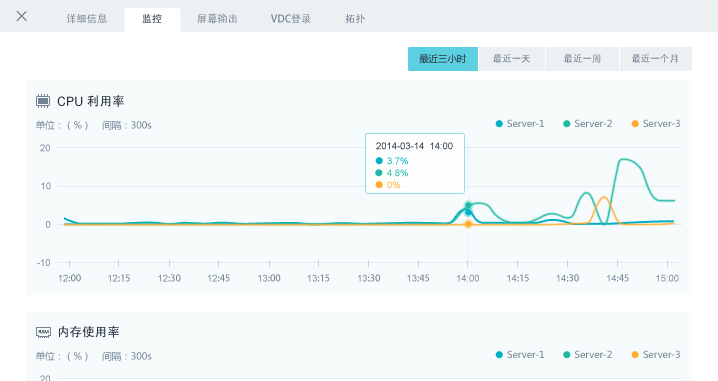 详细信息 监控 屏幕输出 VDC登录 拓扑
最近三小时 最近一天 最近一周 最近一个月
CPU 利用率
单位：( % ) 间隔：300s Server-1 Server-2 Server-3
2014-03-14 14:00
3.7%
4.8%
0%
20
10
0
-10
12:00 12:15 12:30 12:45 13:00 13:15 13:30 13:45 14:00 14:15 14:30 14:45 15:00
RAM 内存使用率
单位：( % ) 间隔：300s Server-1 Server-2 Server-3
20